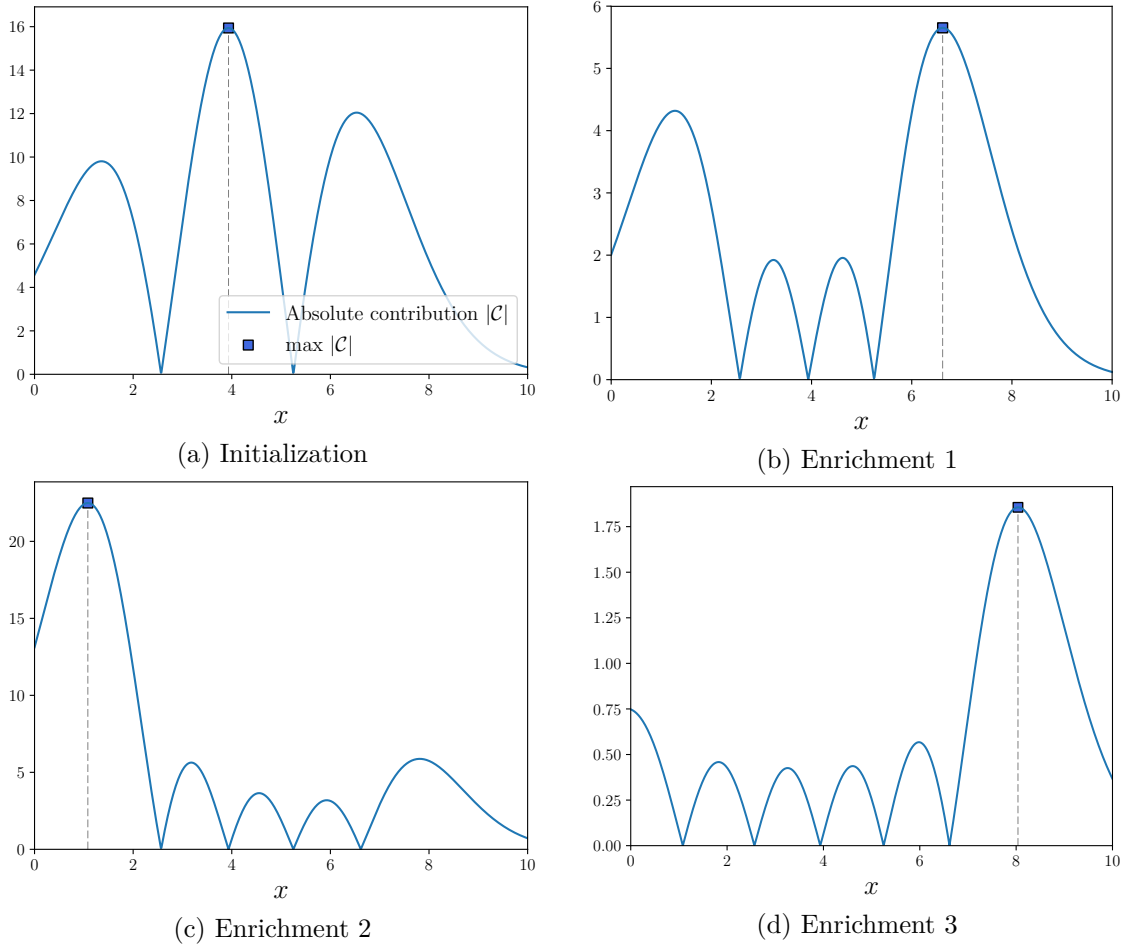 16
14
12
10
8
6
4
2
0
Absolute contribution |𝒞|
max |𝒞|
0 2 4 6 8 10
x
(a) Initialization
6
5
4
3
2
1
0
0 2 4 6 8 10
x
(b) Enrichment 1
20
15
10
5
0
0 2 4 6 8 10
x
(c) Enrichment 2
1.75
1.50
1.25
1.00
0.75
0.50
0.25
0.00
0 2 4 6 8 10
x
(d) Enrichment 3